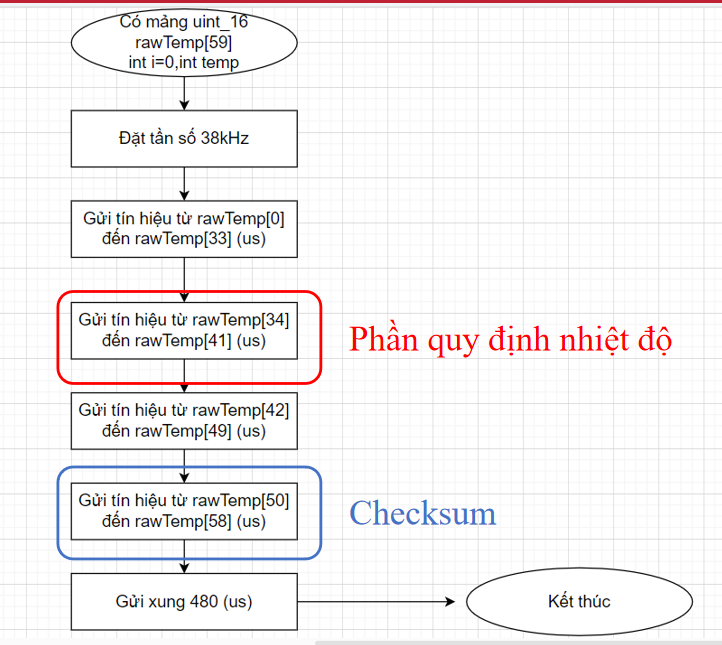 Có mảng uint_16
rawTemp[59]
int i=0,int temp
Đặt tần số 38kHz
Gửi tín hiệu từ rawTemp[0]
đến rawTemp[33] (us)
Gửi tín hiệu từ rawTemp[34]
đến rawTemp[41] (us)
Phần quy định nhiệt độ
Gửi tín hiệu từ rawTemp[42]
đến rawTemp[49] (us)
Gửi tín hiệu từ rawTemp[50]
đến rawTemp[58] (us)
Checksum
Gửi xung 480 (us)
Kết thúc